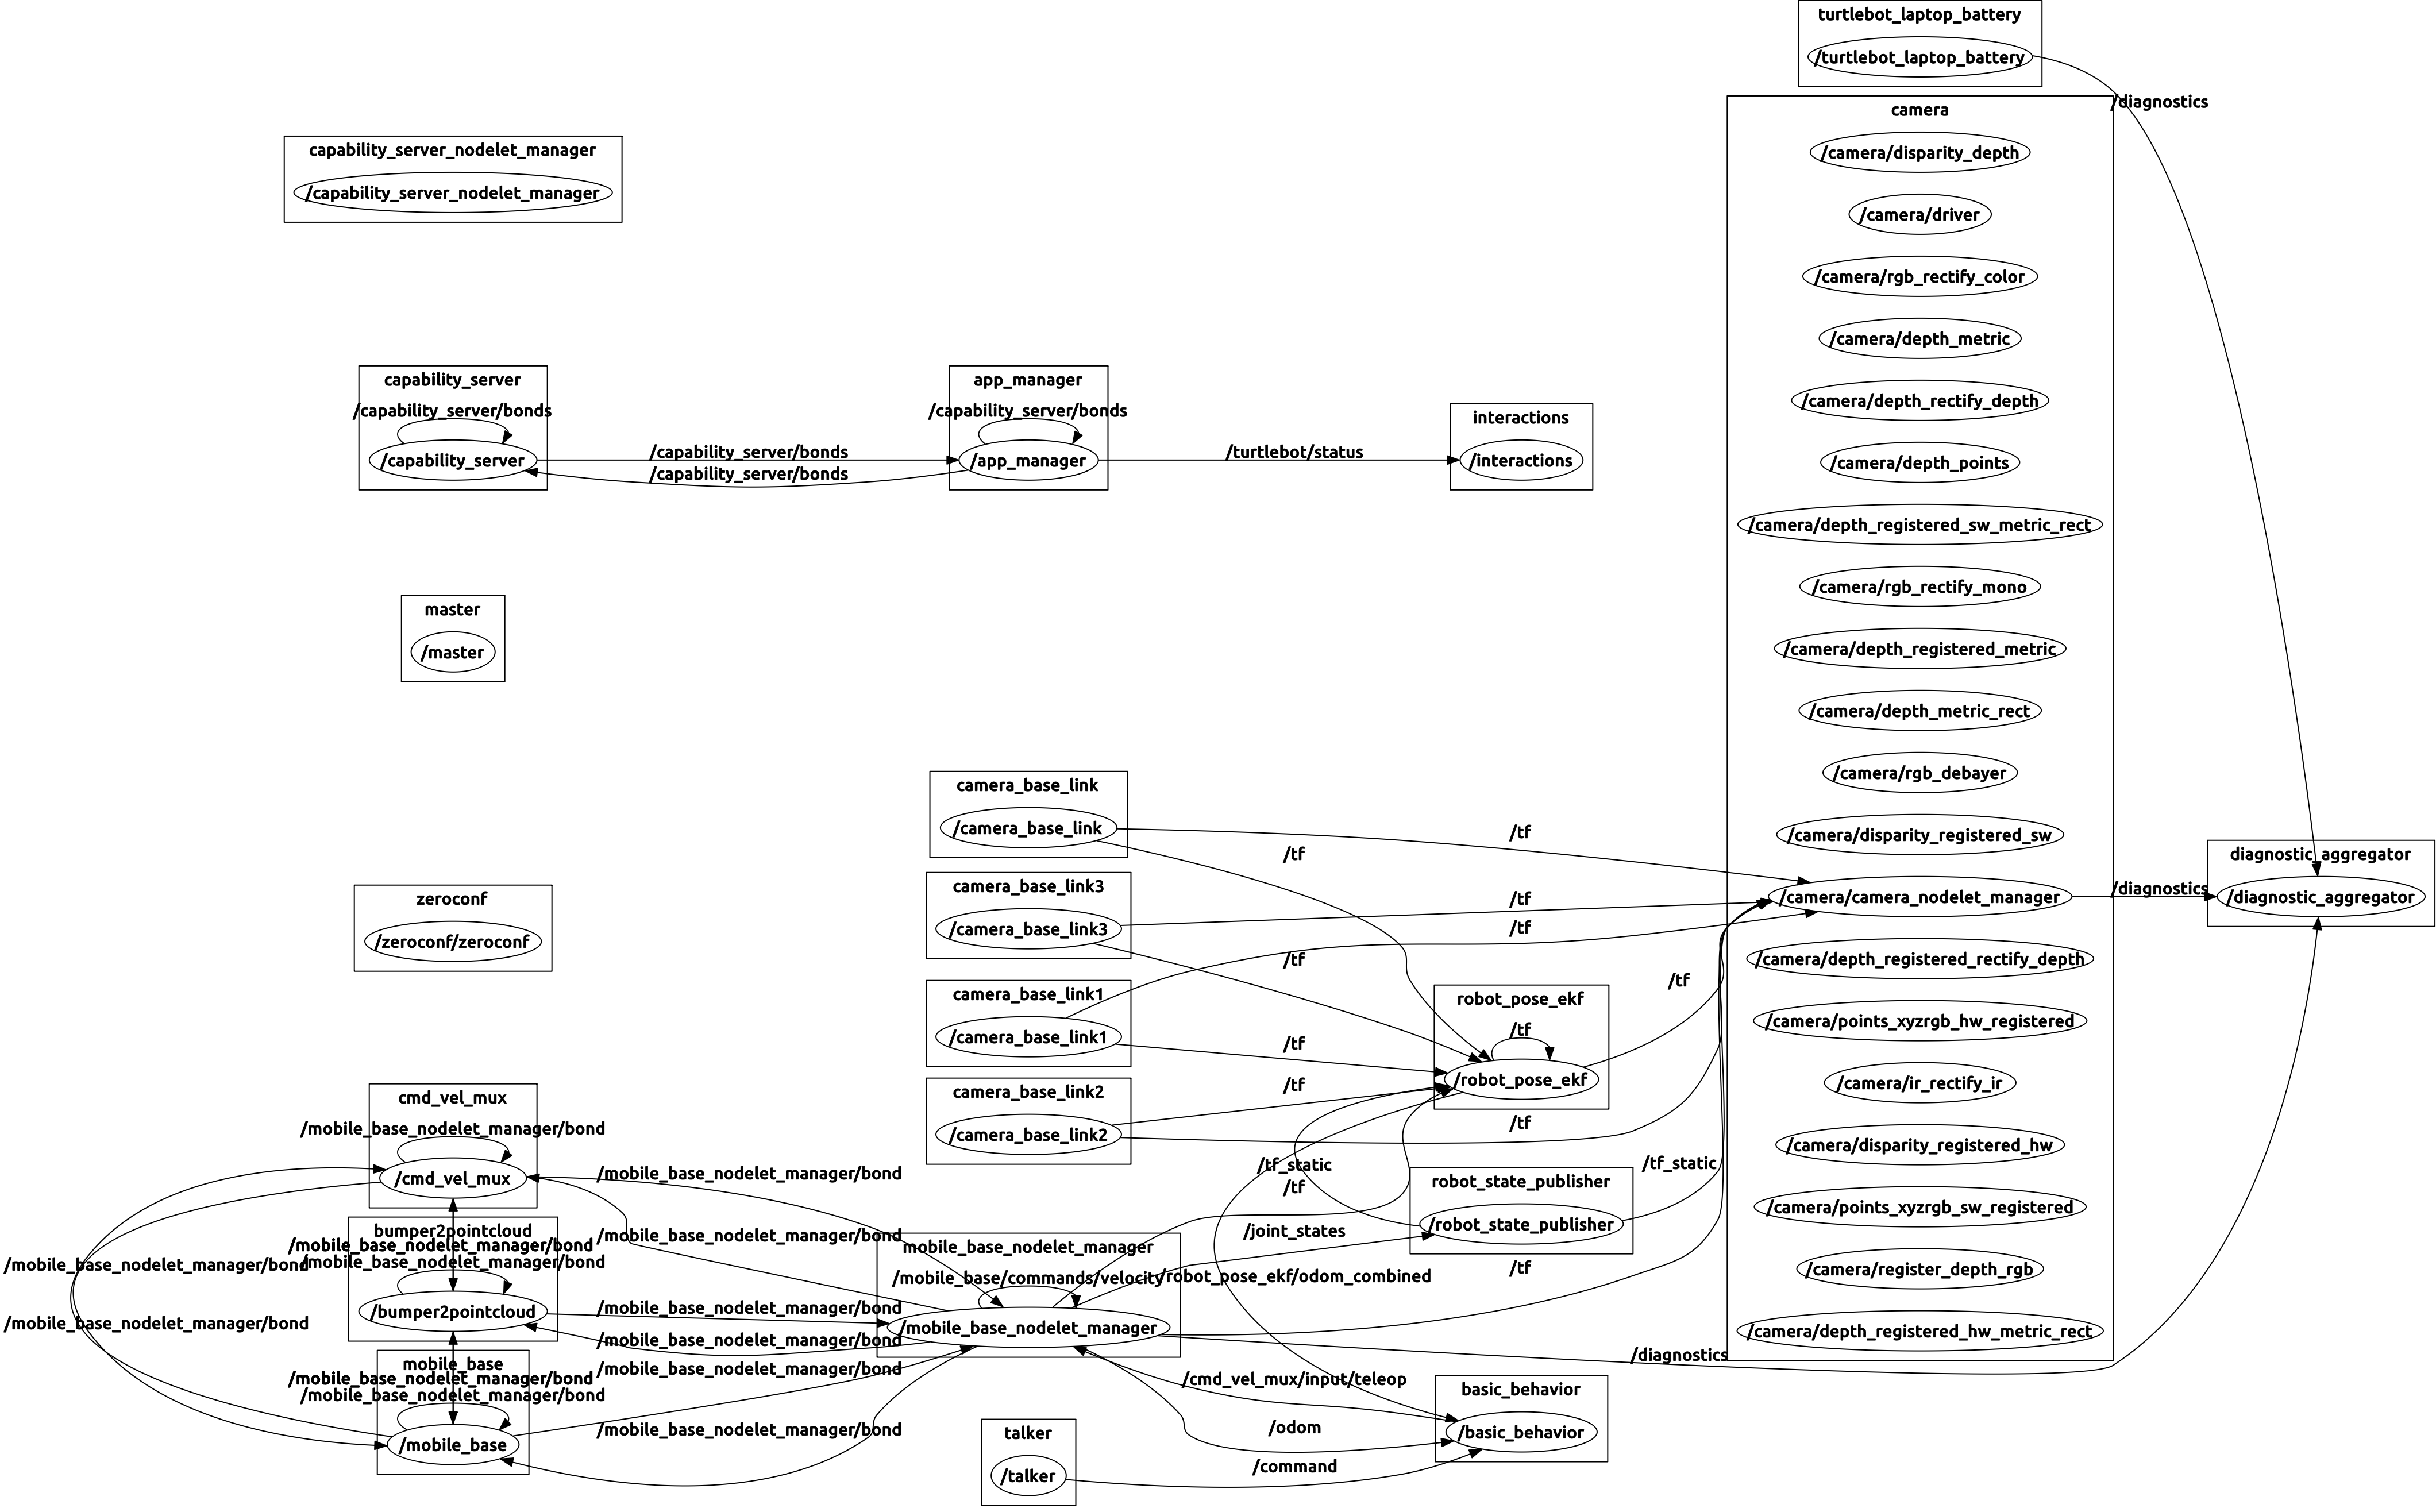 turtlebot_laptop_battery
/turtlebot_laptop_battery
/diagnostics
camera
/camera/disparity_depth
/camera/driver
/camera/rgb_rectify_color
/camera/depth_metric
/camera/depth_rectify_depth
/camera/depth_points
/camera/depth_registered_sw_metric_rect
/camera/rgb_rectify_mono
/camera/depth_registered_metric
/camera/depth_metric_rect
/camera/rgb_debayer
/camera/disparity_registered_sw
/camera/camera_nodelet_manager
/camera/depth_registered_rectify_depth
/camera/points_xyzrgb_hw_registered
/camera/ir_rectify_ir
/camera/disparity_registered_hw
/camera/points_xyzrgb_sw_registered
/camera/register_depth_rgb
/camera/depth_registered_hw_metric_rect
/diagnostics
diagnostic_aggregator
/diagnostic_aggregator
capability_server_nodelet_manager
/capability_server_nodelet_manager
capability_server
/capability_server/bonds
/capability_server
/capability_server/bonds
/capability_server/bonds
app_manager
/capability_server/bonds
/app_manager
/turtlebot/status
interactions
/interactions
master
/master
zeroconf
/zeroconf/zeroconf
camera_base_link
/camera_base_link
/tf
/tf
camera_base_link3
/camera_base_link3
/tf
/tf
/tf
camera_base_link1
/camera_base_link1
/tf
camera_base_link2
/camera_base_link2
/tf
/tf
robot_pose_ekf
/tf
/robot_pose_ekf
/tf
/tf_static
/tf
/tf_static
robot_state_publisher
/robot_state_publisher
/joint_states
/tf
/robot_pose_ekf/odom_combined
cmd_vel_mux
/mobile_base_nodelet_manager/bond
/cmd_vel_mux
/mobile_base_nodelet_manager/bond
/mobile_base_nodelet_manager/bond
bumper2pointcloud
/mobile_base_nodelet_manager/bond
/mobile_base_nodelet_manager/bond
/bumper2pointcloud
/mobile_base_nodelet_manager/bond
/mobile_base_nodelet_manager/bond
/mobile_base_nodelet_manager/bond
/mobile_base_nodelet_manager/bond
mobile_base
/mobile_base_nodelet_manager/bond
/mobile_base_nodelet_manager/bond
/mobile_base
/mobile_base_nodelet_manager/bond
/mobile_base_nodelet_manager/bond
mobile_base_nodelet_manager
/mobile_base/commands/velocity
/mobile_base_nodelet_manager
/diagnostics
/cmd_vel_mux/input/teleop
/odom
basic_behavior
/basic_behavior
talker
/talker
/command